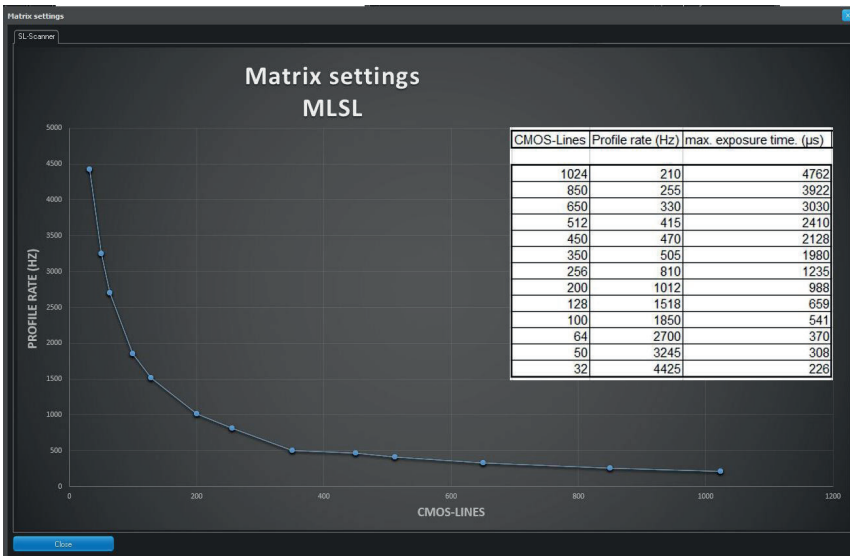 Matrix settings
SL-Scanner
Matrix settings
MLSL
CMOS-Lines Profile rate (Hz) max. exposure time. (µs)
1024 210 4762
850 255 3922
650 330 3030
512 415 2410
450 470 2128
350 505 1980
256 810 1235
200 1012 988
128 1518 659
100 1850 541
64 2700 370
50 3245 308
32 4425 226
PROFILE RATE (HZ)
5000
4500
4000
3500
3000
2500
2000
1500
1000
500
0
0 200 400 600 800 1000 1200
CMOS-LINES
Close